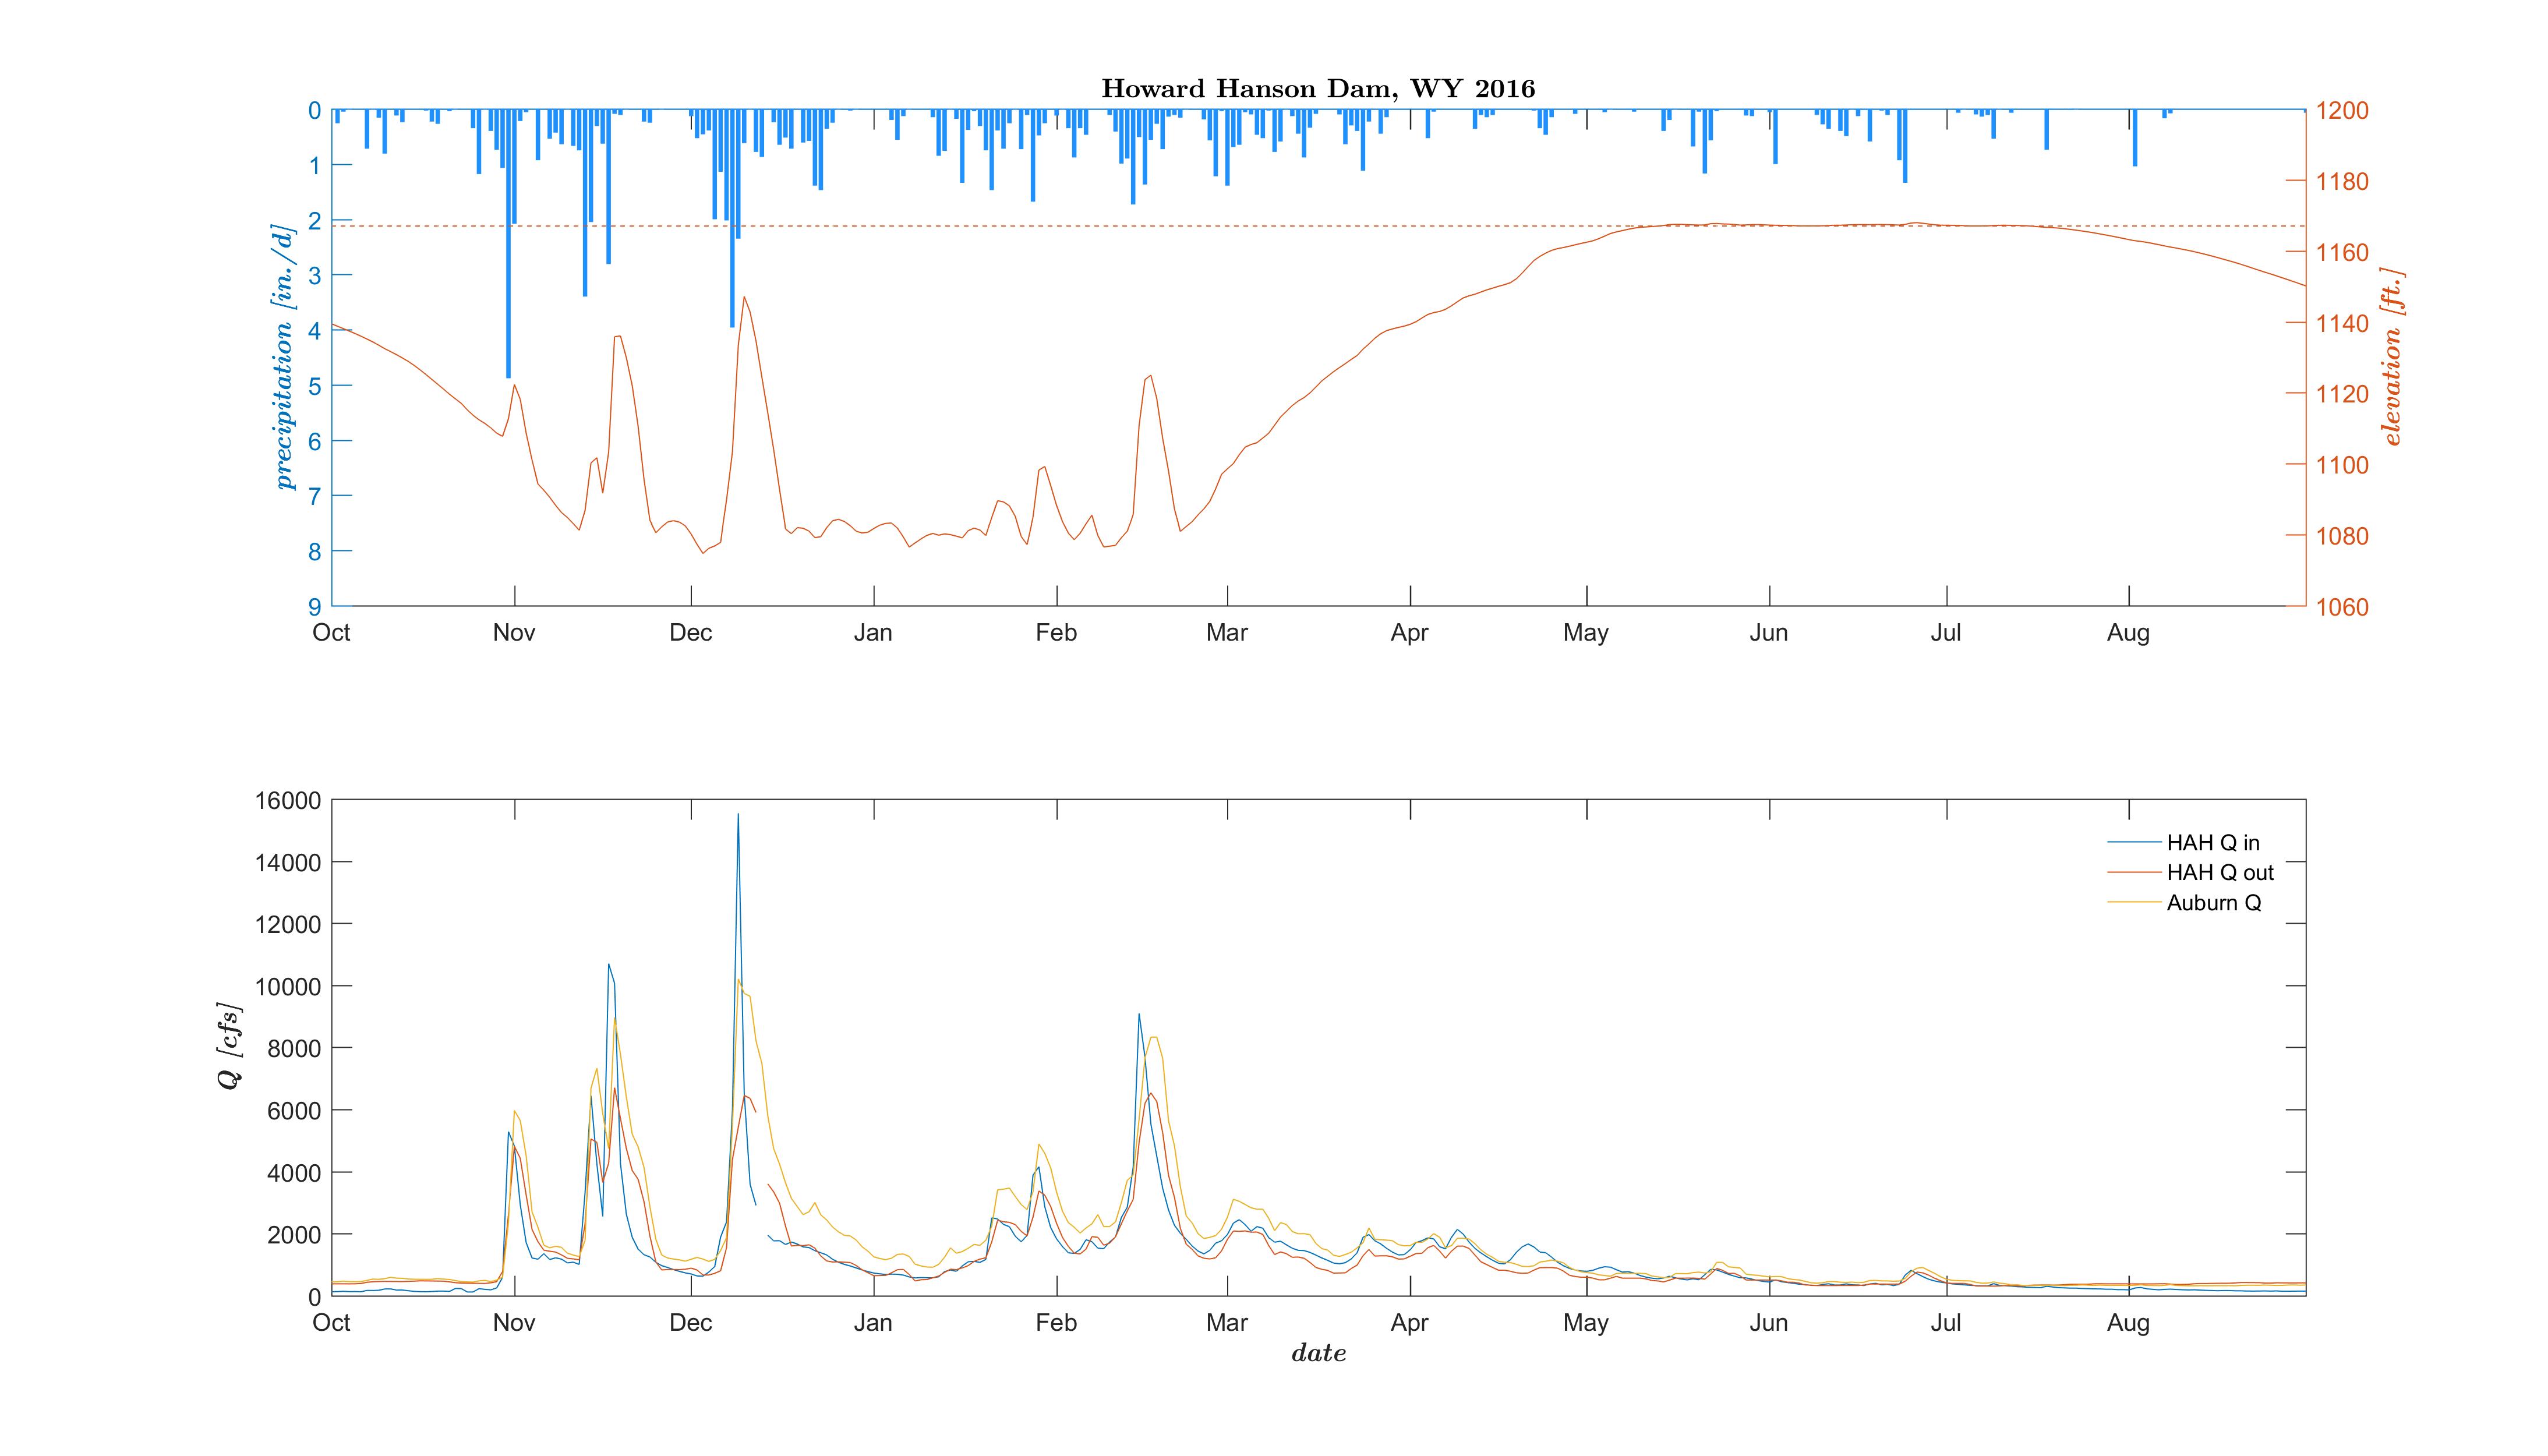 Howard Hanson Dam, WY 2016
0
1
2
3
4
5
6
7
8
9
precipitation [in./d]
1200
1180
1160
1140
1120
1100
1080
1060
elevation [ft.]
Oct Nov Dec Jan Feb Mar Apr May Jun Jul Aug
16000
14000
12000
10000
8000
6000
4000
2000
0
Q [cfs]
HAH Q in
HAH Q out
Auburn Q
Oct Nov Dec Jan Feb Mar Apr May Jun Jul Aug
date